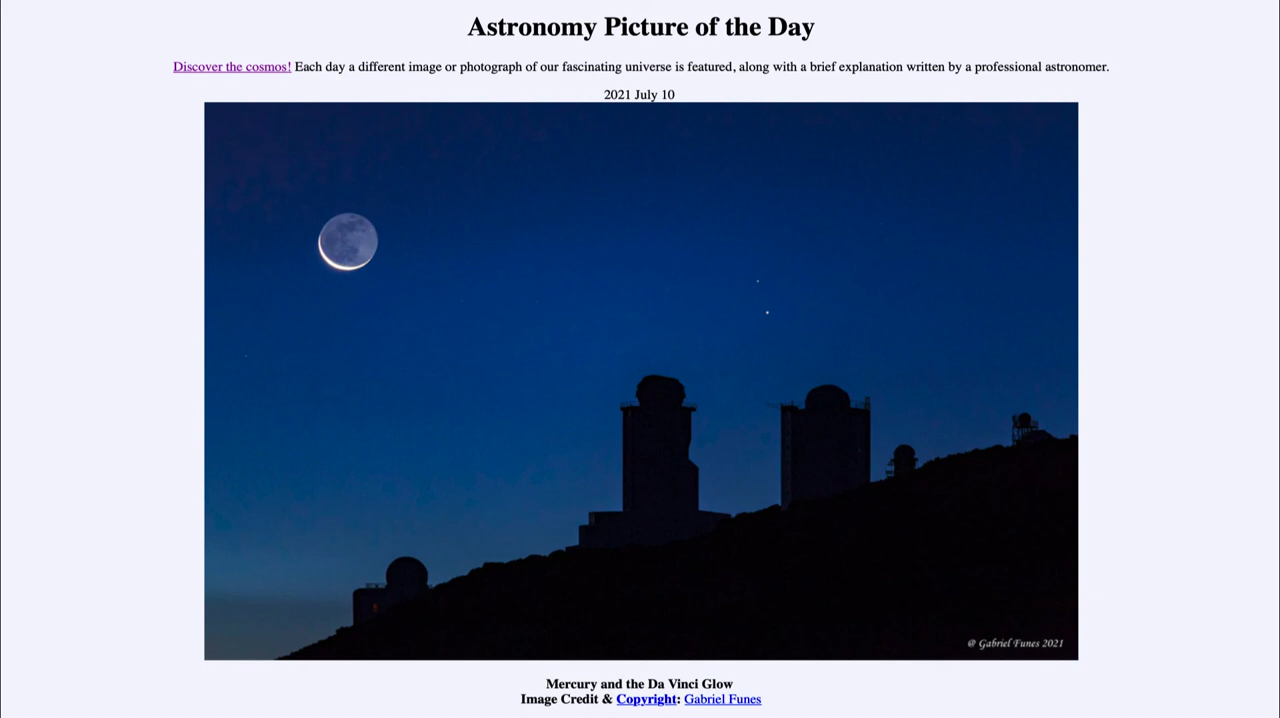 Astronomy Picture of the Day
Discover the cosmos! Each day a different image or photograph of our fascinating universe is featured, along with a brief explanation written by a professional astronomer.
2021 July 10
@ Gabriel Funes 2021
Mercury and the Da Vinci Glow
Image Credit & Copyright: Gabriel Funes